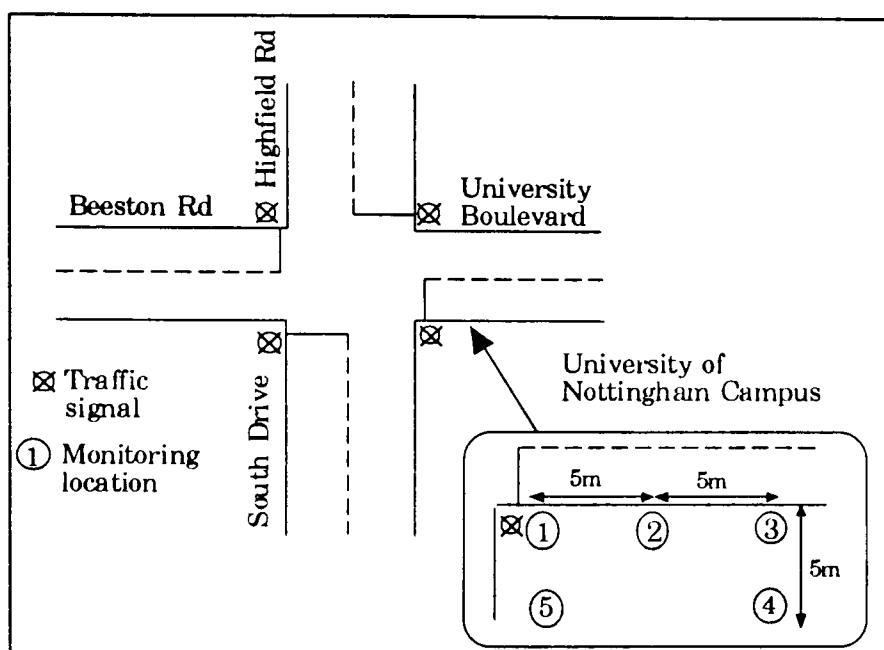 Highfield Rd
Beeston Rd
University
Boulevard
University of
Nottingham Campus
Traffic
signal
1 Monitoring
location
South Drive
5m
5m
1
2
3
5m
5
4